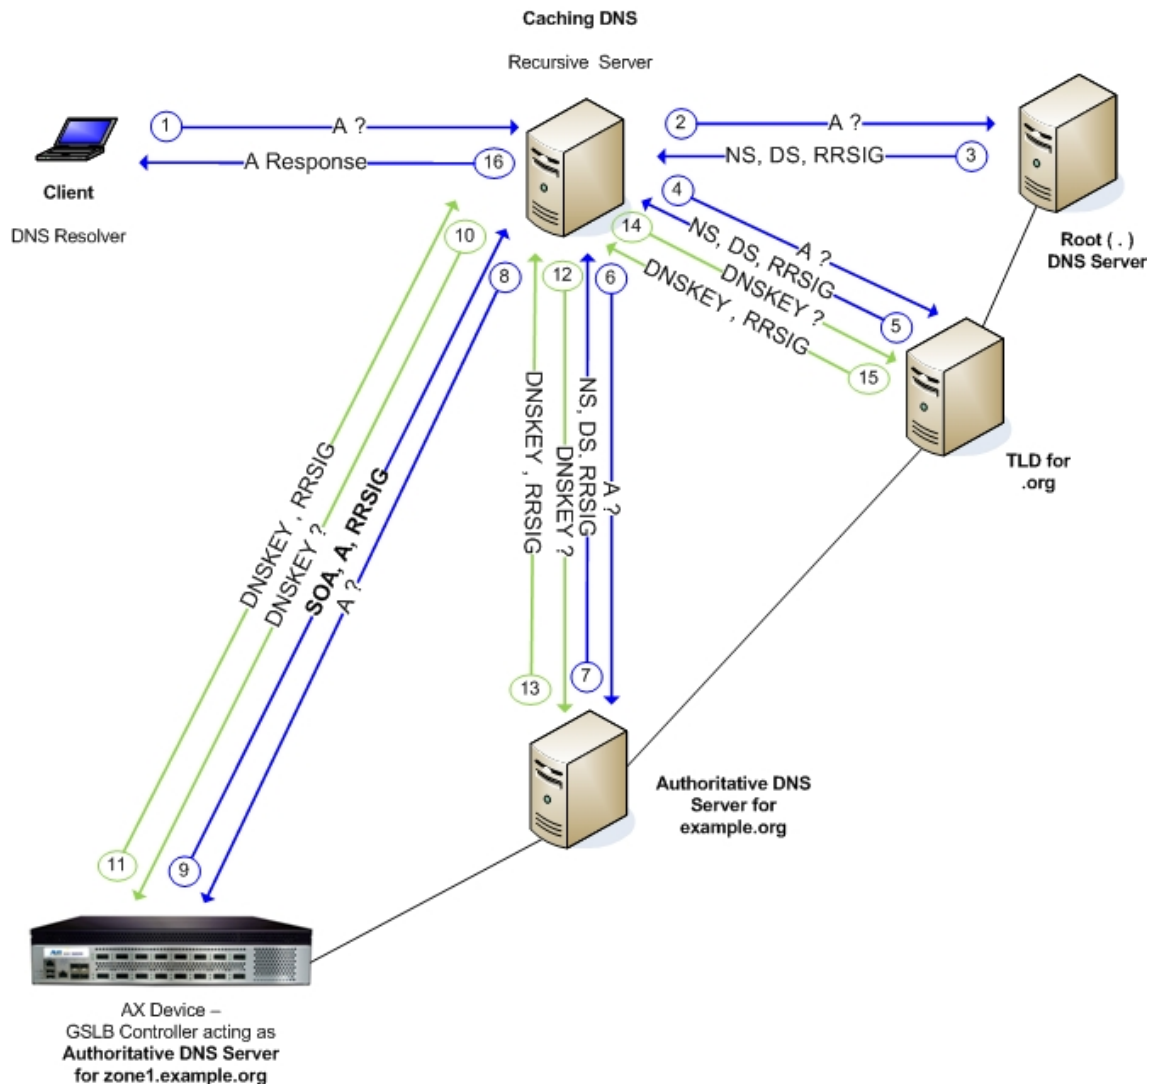 Caching DNS
Recursive Server
1
A ?
2
A ?
A Response
16
NS, DS, RRSIG
3
Client
DNS Resolver
4
A ?
NS, DS, RRSIG
5
14
DNSKEY ?
DNSKEY , RRSIG
15
Root ( . )
DNS Server
10
8
12
6
TLD for
.org
DNSKEY , RRSIG
DNSKEY ?
SOA, A, RRSIG
A ?
DNSKEY , RRSIG
DNSKEY ?
NS, DS. RRSIG
A ?
13
7
11
9
Authoritative DNS
Server for
example.org
AX Device –
GSLB Controller acting as
Authoritative DNS Server
for zone1.example.org